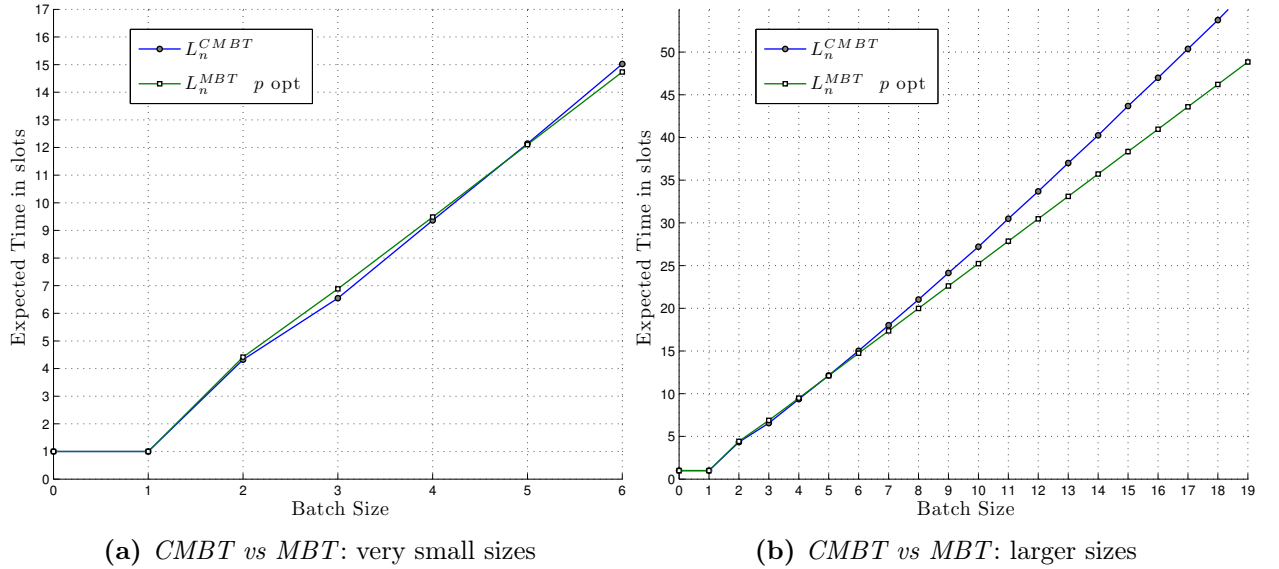 17
16
15
14
13
12
11
10
9
8
7
6
5
4
3
2
1
0
Expected Time in slots
L_n^{CMBT}
L_n^{MBT} p opt
0 1 2 3 4 5 6
Batch Size
(a) CMBT vs MBT: very small sizes
50
45
40
35
30
25
20
15
10
5
0
Expected Time in slots
L_n^{CMBT}
L_n^{MBT} p opt
0 1 2 3 4 5 6 7 8 9 10 11 12 13 14 15 16 17 18 19
Batch Size
(b) CMBT vs MBT: larger sizes